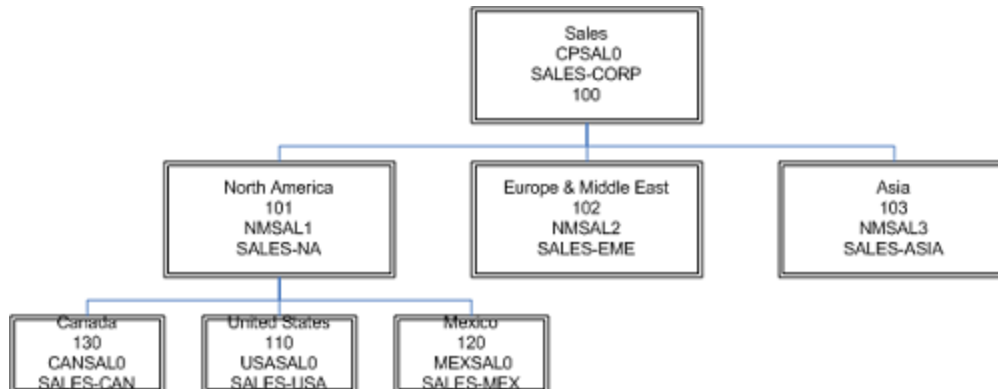 Sales
CPSAL0
SALES-CORP
100
North America
101
NMSAL1
SALES-NA
Europe & Middle East
102
NMSAL2
SALES-EME
Asia
103
NMSAL3
SALES-ASIA
Canada
130
CANSAL0
SALES-CAN
United States
110
USASAL0
SALES-USA
Mexico
120
MEXSAL0
SALES-MEX